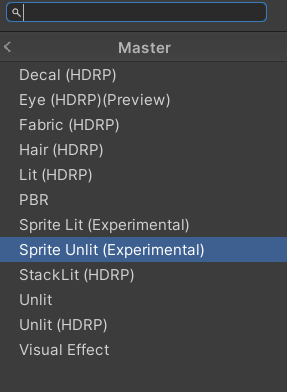 Master
Decal (HDRP)
Eye (HDRP)(Preview)
Fabric (HDRP)
Hair (HDRP)
Lit (HDRP)
PBR
Sprite Lit (Experimental)
Sprite Unlit (Experimental)
StackLit (HDRP)
Unlit
Unlit (HDRP)
Visual Effect